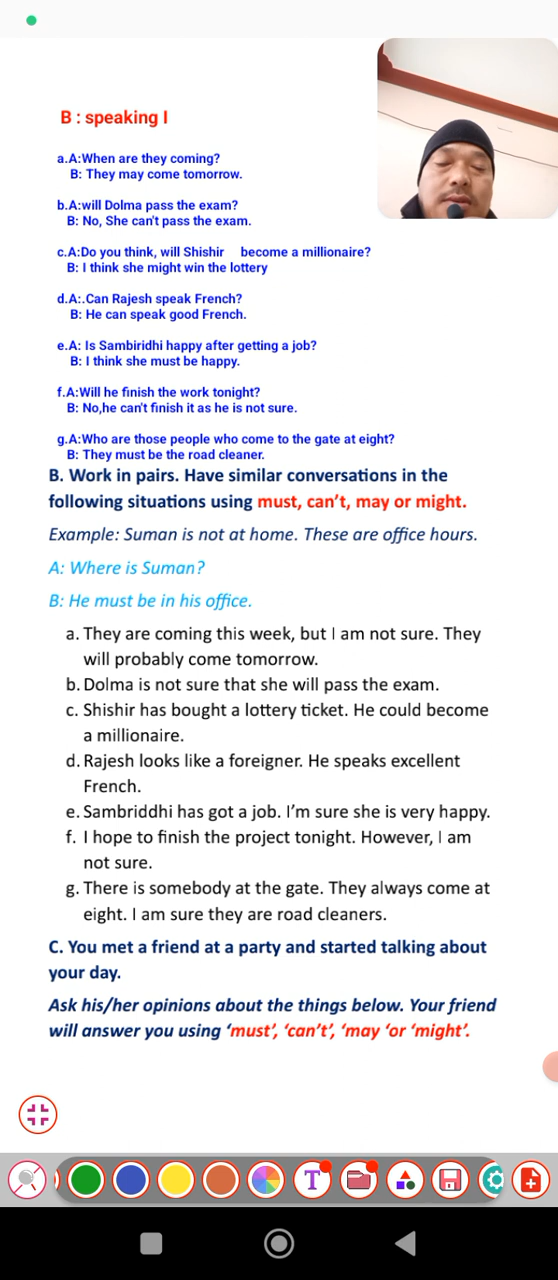 B : speaking I
a.A:When are they coming?
B: They may come tomorrow.
b.A:will Dolma pass the exam?
B: No, She can't pass the exam.
c.A:Do you think, will Shishir become a millionaire?
B: I think she might win the lottery
d.A:.Can Rajesh speak French?
B: He can speak good French.
e.A: Is Sambiridhi happy after getting a job?
B: I think she must be happy.
f.A:Will he finish the work tonight?
B: No,he can't finish it as he is not sure.
g.A:Who are those people who come to the gate at eight?
B: They must be the road cleaner.
B. Work in pairs. Have similar conversations in the
following situations using must, can't, may or might.
Example: Suman is not at home. These are office hours.
A: Where is Suman?
B: He must be in his office.
a. They are coming this week, but I am not sure. They
will probably come tomorrow.
b. Dolma is not sure that she will pass the exam.
c. Shishir has bought a lottery ticket. He could become
a millionaire.
d. Rajesh looks like a foreigner. He speaks excellent
French.
e. Sambriddhi has got a job. I'm sure she is very happy.
f. I hope to finish the project tonight. However, I am
not sure.
g. There is somebody at the gate. They always come at
eight. I am sure they are road cleaners.
C. You met a friend at a party and started talking about
your day.
Ask his/her opinions about the things below. Your friend
will answer you using 'must', 'can't', 'may 'or 'might'.
T